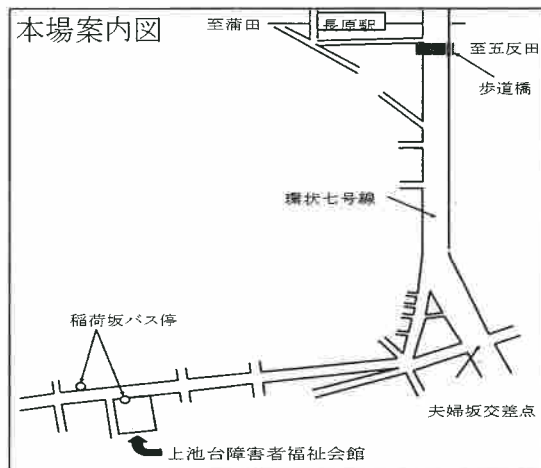 本場案内図
至蒲田
長原駅
至五反田
歩道橋
環状七号線
稲荷坂バス停
夫婦坂交差点
上池台障害者福祉会館